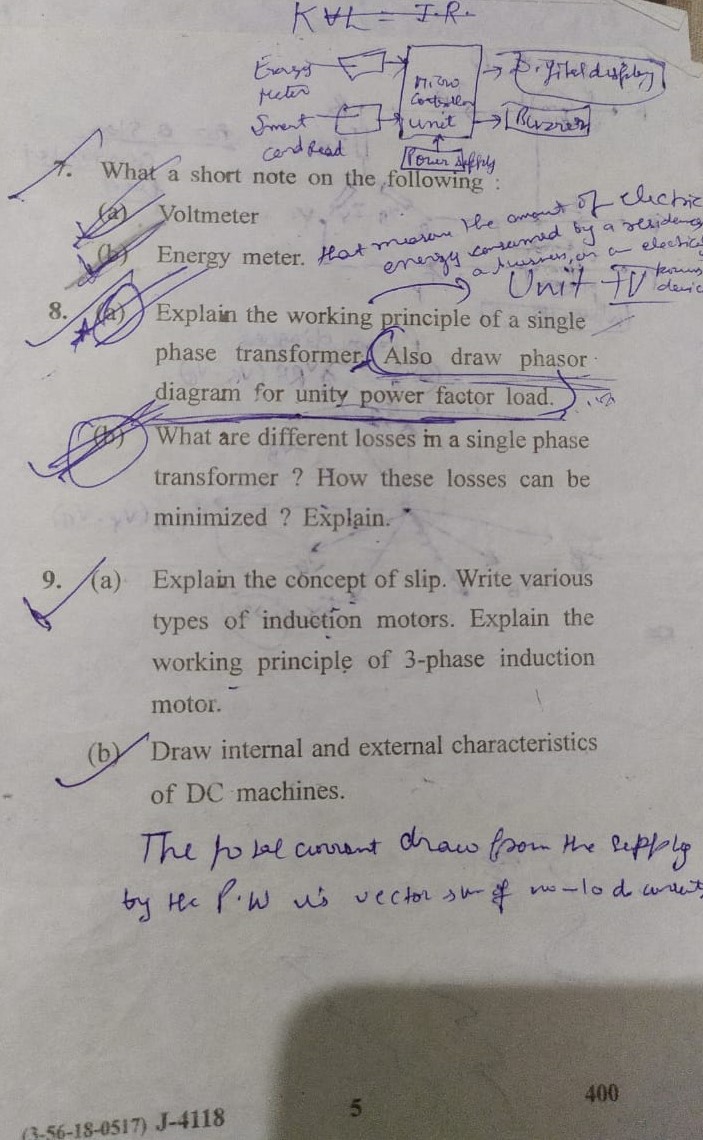 KVL = I.R.
Energy Meter
Micro Controller unit
Digital display
Smart card Read
Buzzer
Power supply
7. What a short note on the following :
(a) Voltmeter
(b) Energy meter. that measure the amount of electric
energy consumed by a residence
a business, or an electrically
device
Unit - IV
8. (a) Explain the working principle of a single
phase transformer. Also draw phasor
diagram for unity power factor load.
(b) What are different losses in a single phase
transformer ? How these losses can be
minimized ? Explain.
9. (a) Explain the concept of slip. Write various
types of induction motors. Explain the
working principle of 3-phase induction
motor.
(b) Draw internal and external characteristics
of DC machines.
The total current draw from the supply
by the P.W is vector sum of no-load current
(3-56-18-0517) J-4118
5
400